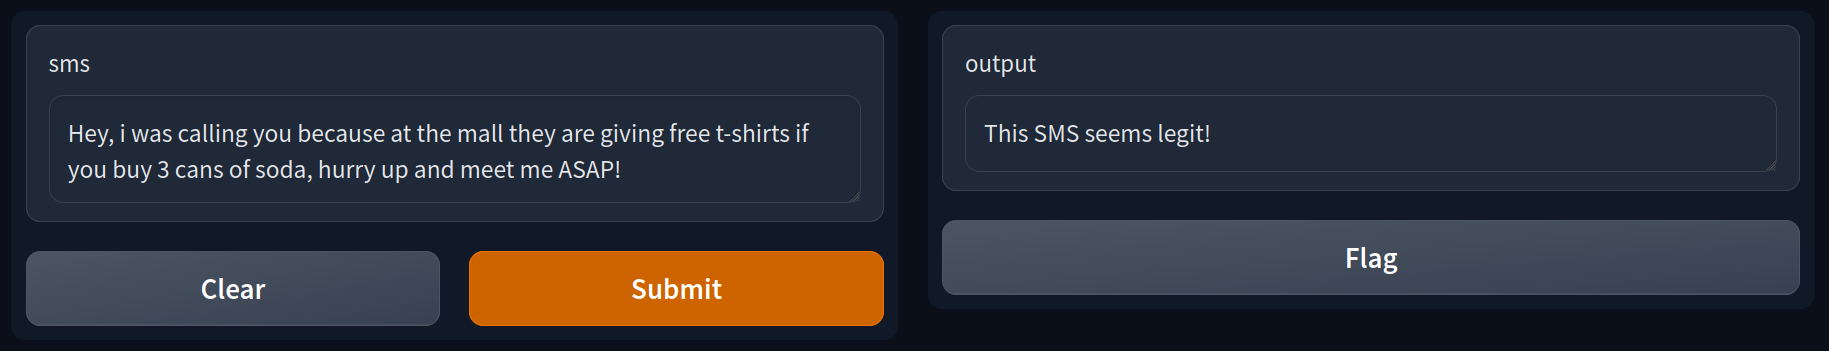 sms
Hey, i was calling you because at the mall they are giving free t-shirts if
you buy 3 cans of soda, hurry up and meet me ASAP!
Clear
Submit
output
This SMS seems legit!
Flag